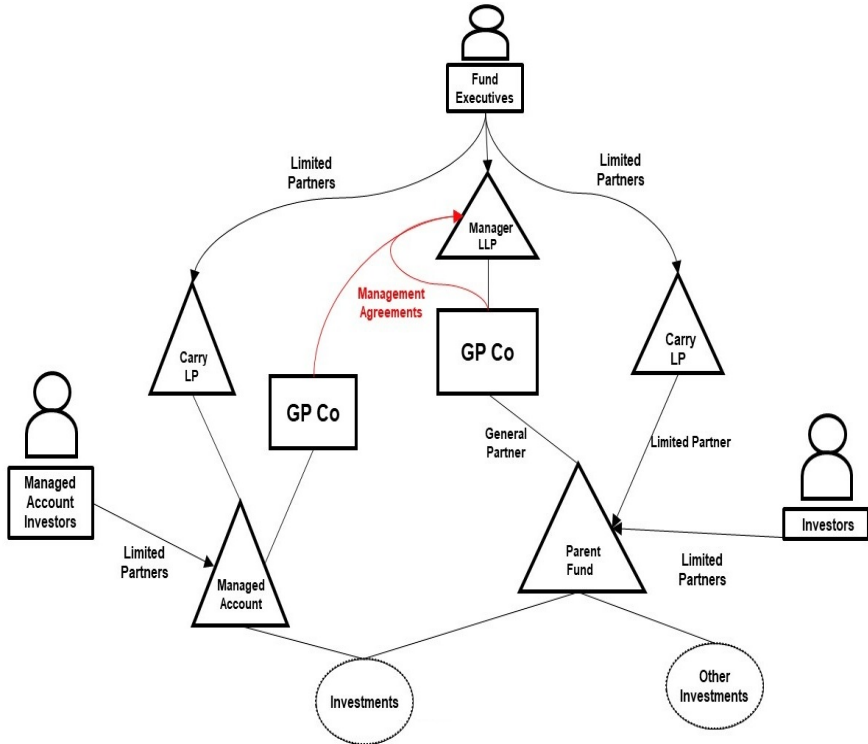 Fund
Executives
Limited
Partners
Limited
Partners
Manager
LLP
Management
Agreements
Carry
LP
GP Co
GP Co
Carry
LP
Managed
Account
Investors
General
Partner
Limited Partner
Investors
Limited
Partners
Managed
Account
Parent
Fund
Limited
Partners
Investments
Other
Investments